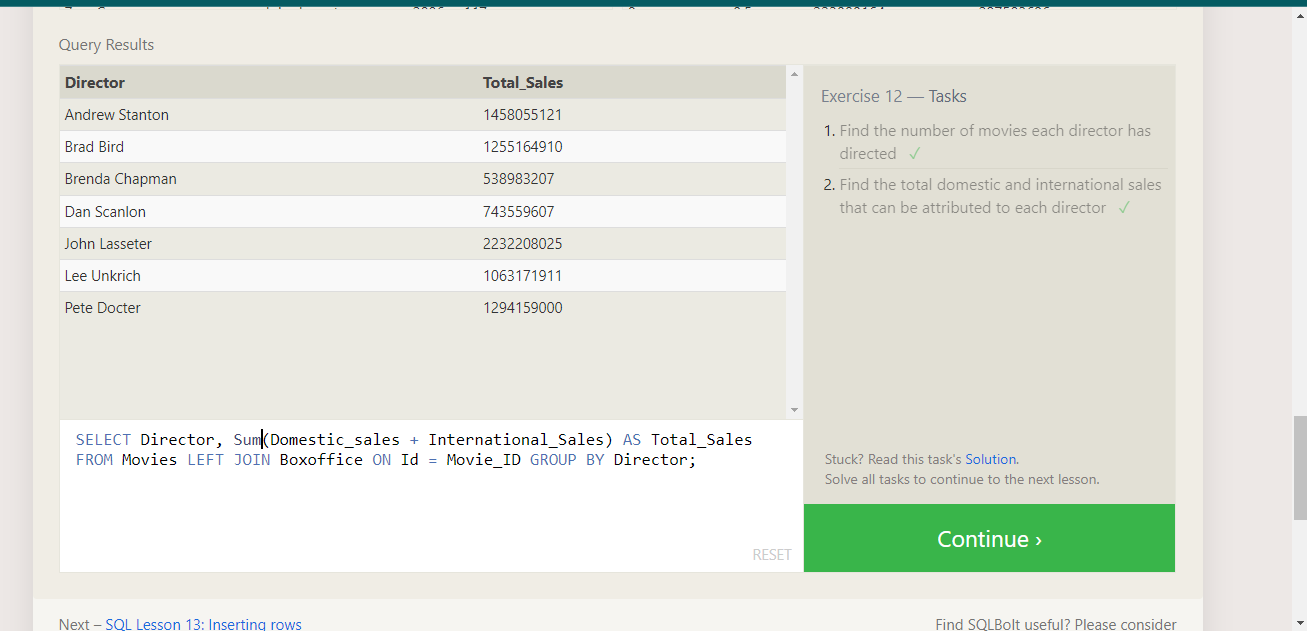 Query Results
Director Total_Sales
Andrew Stanton 1458055121
Brad Bird 1255164910
Brenda Chapman 538983207
Dan Scanlon 743559607
John Lasseter 2232208025
Lee Unkrich 1063171911
Pete Docter 1294159000
SELECT Director, Sum(Domestic_sales + International_Sales) AS Total_Sales
FROM Movies LEFT JOIN Boxoffice ON Id = Movie_ID GROUP BY Director;
RESET
Exercise 12 — Tasks
1. Find the number of movies each director has
directed ✓
2. Find the total domestic and international sales
that can be attributed to each director ✓
Stuck? Read this task's Solution.
Solve all tasks to continue to the next lesson.
Continue ›
Next – SQL Lesson 13: Inserting rows
Find SQLBolt useful? Please consider